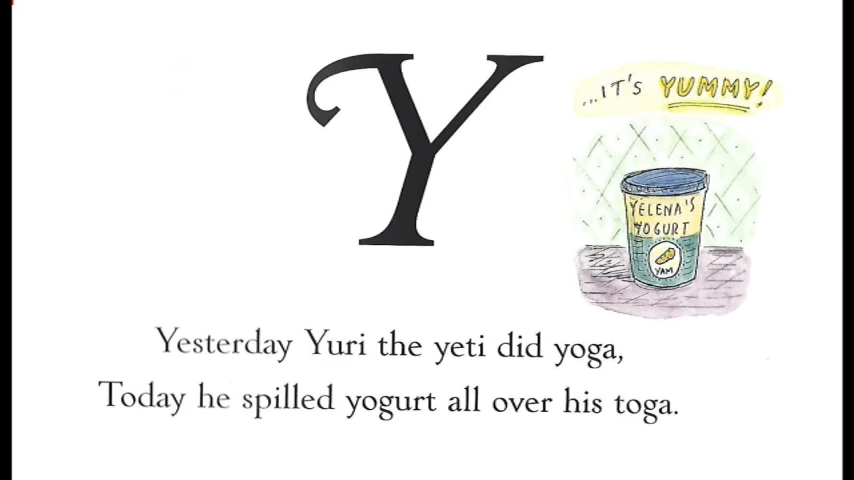 Y
...IT'S YUMMY!
YELENA'S
YOGURT
YAM
Yesterday Yuri the yeti did yoga,
Today he spilled yogurt all over his toga.